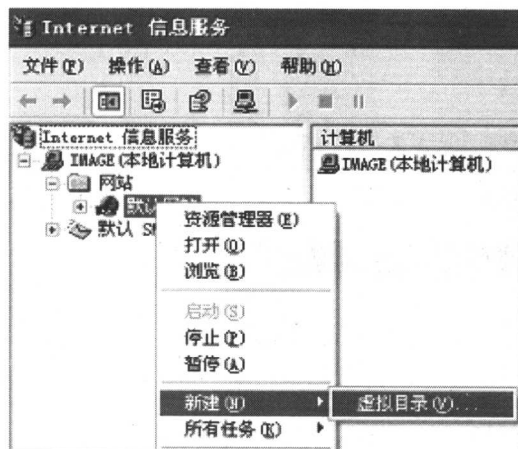 Internet 信息服务
文件(F) 操作(A) 查看(V) 帮助(H)
Internet 信息服务
IMAGE(本地计算机)
网站
默认网站
默认 SM
计算机
IMAGE(本地计算机)
资源管理器(E)
打开(O)
浏览(B)
启动(S)
停止(P)
暂停(A)
新建(N)
所有任务(K)
虚拟目录(V)...